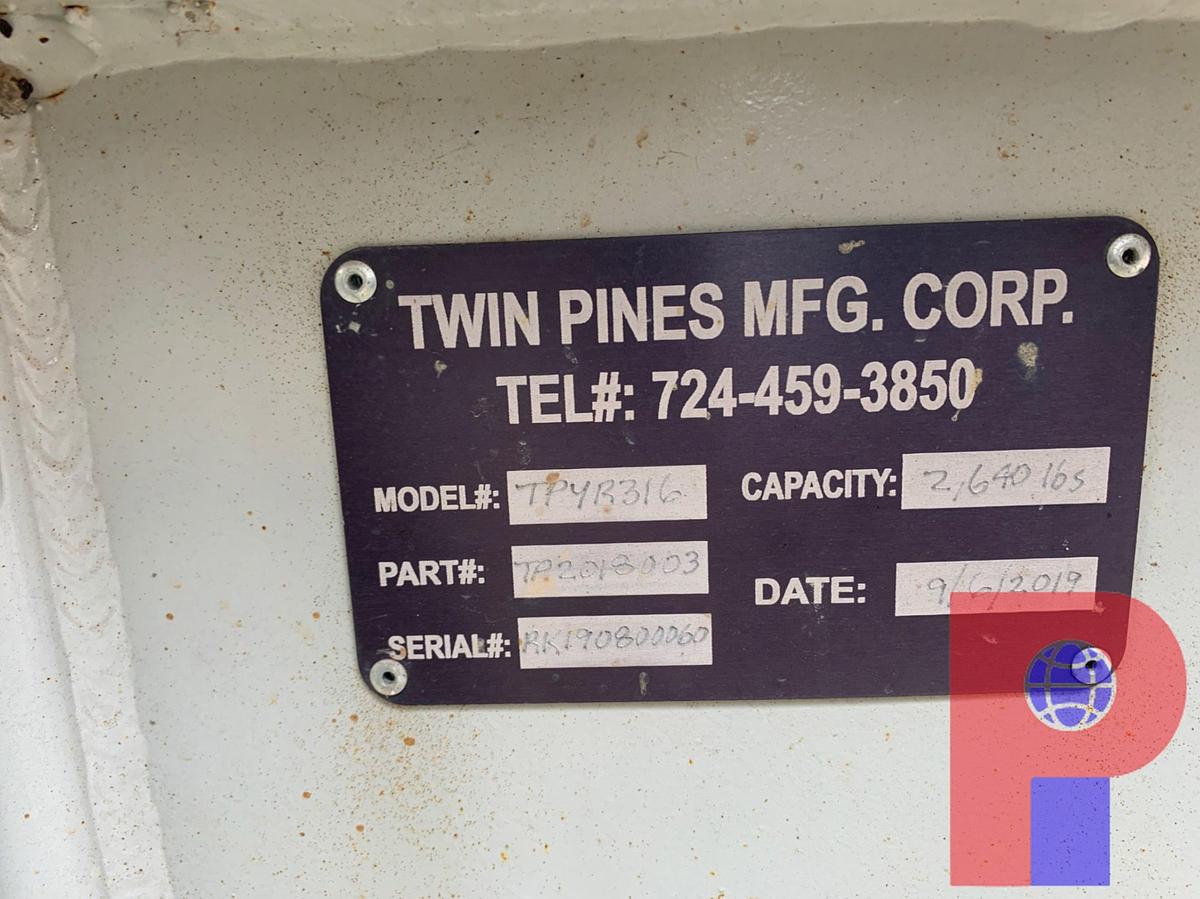 TWIN PINES MFG. CORP.
TEL#: 724-459-3850
MODEL#: TPYR316 CAPACITY: 2,640 lbs
PART#: TP2018003 DATE: 9/6/2019
SERIAL#: RK190800060